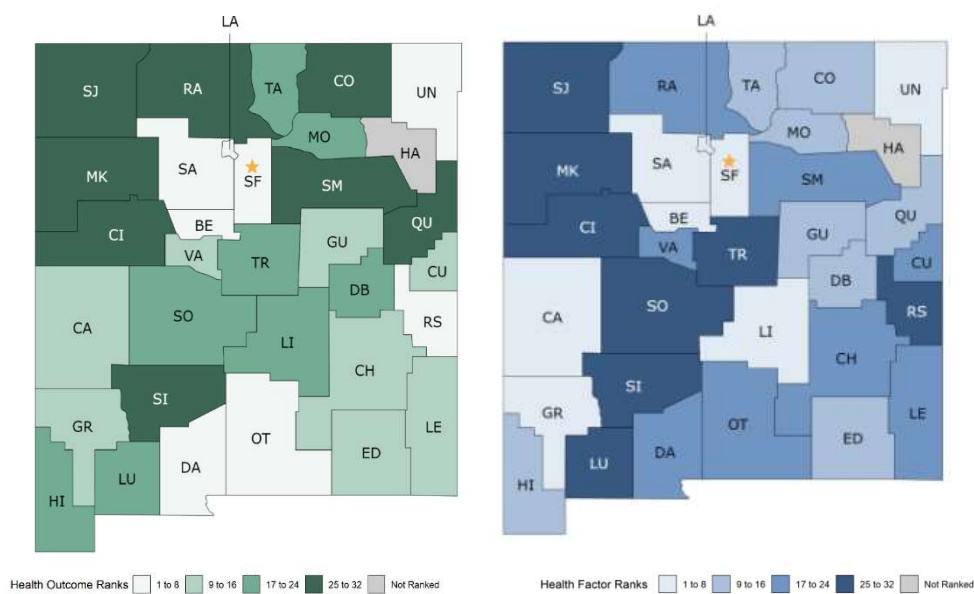 LA
SJ
RA
TA
CO
UN
MO
HA
MK
SA
SF
SM
CI
BE
QU
VA
TR
GU
CU
DB
CA
SO
RS
LI
CH
SI
GR
OT
LE
ED
DA
LU
HI
Health Outcome Ranks 1 to 8 9 to 16 17 to 24 25 to 32 Not Ranked
LA
SJ
RA
TA
CO
UN
MO
HA
MK
SA
SF
SM
CI
BE
QU
VA
TR
GU
CU
DB
CA
SO
RS
LI
CH
SI
GR
OT
LE
ED
DA
LU
HI
Health Factor Ranks 1 to 8 9 to 16 17 to 24 25 to 32 Not Ranked